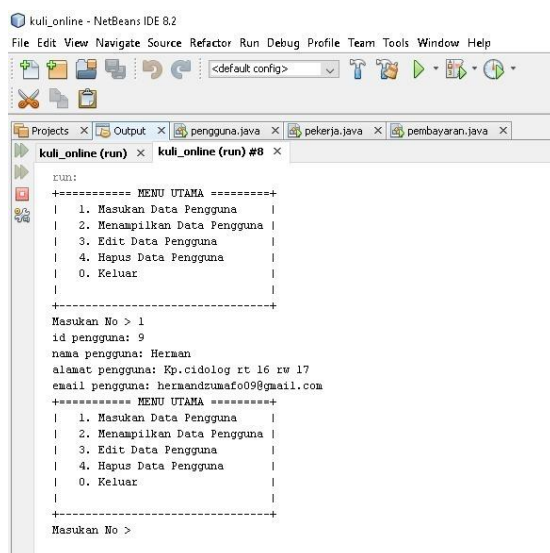 kuli_online - NetBeans IDE 8.2
File Edit View Navigate Source Refactor Run Debug Profile Team Tools Window Help
<default config>
Projects Output pengguna.java pekerja.java pembayaran.java
kuli_online (run) kuli_online (run) #8
run:
+=========== MENU UTAMA =========+
| 1. Masukan Data Pengguna |
| 2. Menampilkan Data Pengguna |
| 3. Edit Data Pengguna |
| 4. Hapus Data Pengguna |
| 0. Keluar |
| |
+--------------------------------+
Masukan No > 1
id pengguna: 9
nama pengguna: Herman
alamat pengguna: Kp.cidolog rt 16 rw 17
email pengguna: hermandzumafo09@gmail.com
+=========== MENU UTAMA =========+
| 1. Masukan Data Pengguna |
| 2. Menampilkan Data Pengguna |
| 3. Edit Data Pengguna |
| 4. Hapus Data Pengguna |
| 0. Keluar |
| |
+--------------------------------+
Masukan No >